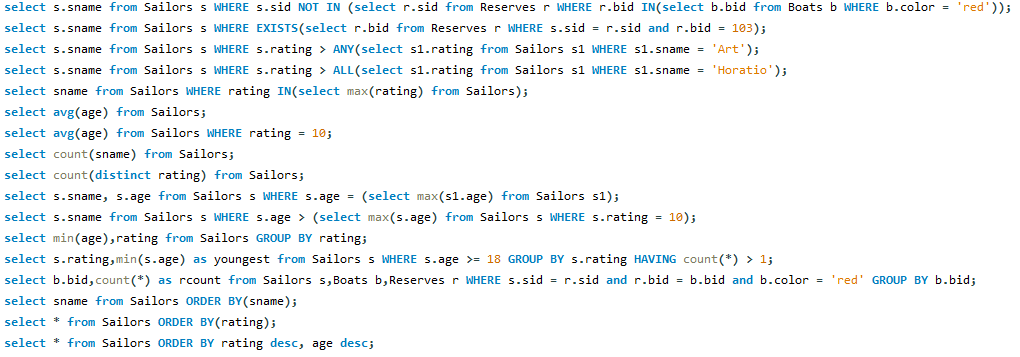 select s.sname from Sailors s WHERE s.sid NOT IN (select r.sid from Reserves r WHERE r.bid IN(select b.bid from Boats b WHERE b.color = 'red'));
select s.sname from Sailors s WHERE EXISTS(select r.bid from Reserves r WHERE s.sid = r.sid and r.bid = 103);
select s.sname from Sailors s WHERE s.rating > ANY(select s1.rating from Sailors s1 WHERE s1.sname = 'Art');
select s.sname from Sailors s WHERE s.rating > ALL(select s1.rating from Sailors s1 WHERE s1.sname = 'Horatio');
select sname from Sailors WHERE rating IN(select max(rating) from Sailors);
select avg(age) from Sailors;
select avg(age) from Sailors WHERE rating = 10;
select count(sname) from Sailors;
select count(distinct rating) from Sailors;
select s.sname, s.age from Sailors s WHERE s.age = (select max(s1.age) from Sailors s1);
select s.sname from Sailors s WHERE s.age > (select max(s.age) from Sailors s WHERE s.rating = 10);
select min(age),rating from Sailors GROUP BY rating;
select s.rating,min(s.age) as youngest from Sailors s WHERE s.age >= 18 GROUP BY s.rating HAVING count(*) > 1;
select b.bid,count(*) as rcount from Sailors s,Boats b,Reserves r WHERE s.sid = r.sid and r.bid = b.bid and b.color = 'red' GROUP BY b.bid;
select sname from Sailors ORDER BY(sname);
select * from Sailors ORDER BY(rating);
select * from Sailors ORDER BY rating desc, age desc;